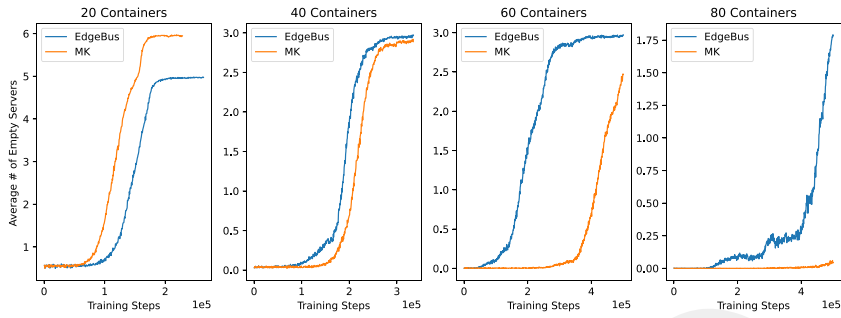 20 Containers
40 Containers
60 Containers
80 Containers
Average # of Empty Servers
6
5
4
3
2
1
EdgeBus
MK
0
1
2
Training Steps
1e5
3.0
2.5
2.0
1.5
1.0
0.5
0.0
EdgeBus
MK
0
1
2
3
Training Steps
1e5
3.0
2.5
2.0
1.5
1.0
0.5
0.0
EdgeBus
MK
0
2
4
Training Steps
1e5
1.75
1.50
1.25
1.00
0.75
0.50
0.25
0.00
EdgeBus
MK
0
2
4
Training Steps
1e5